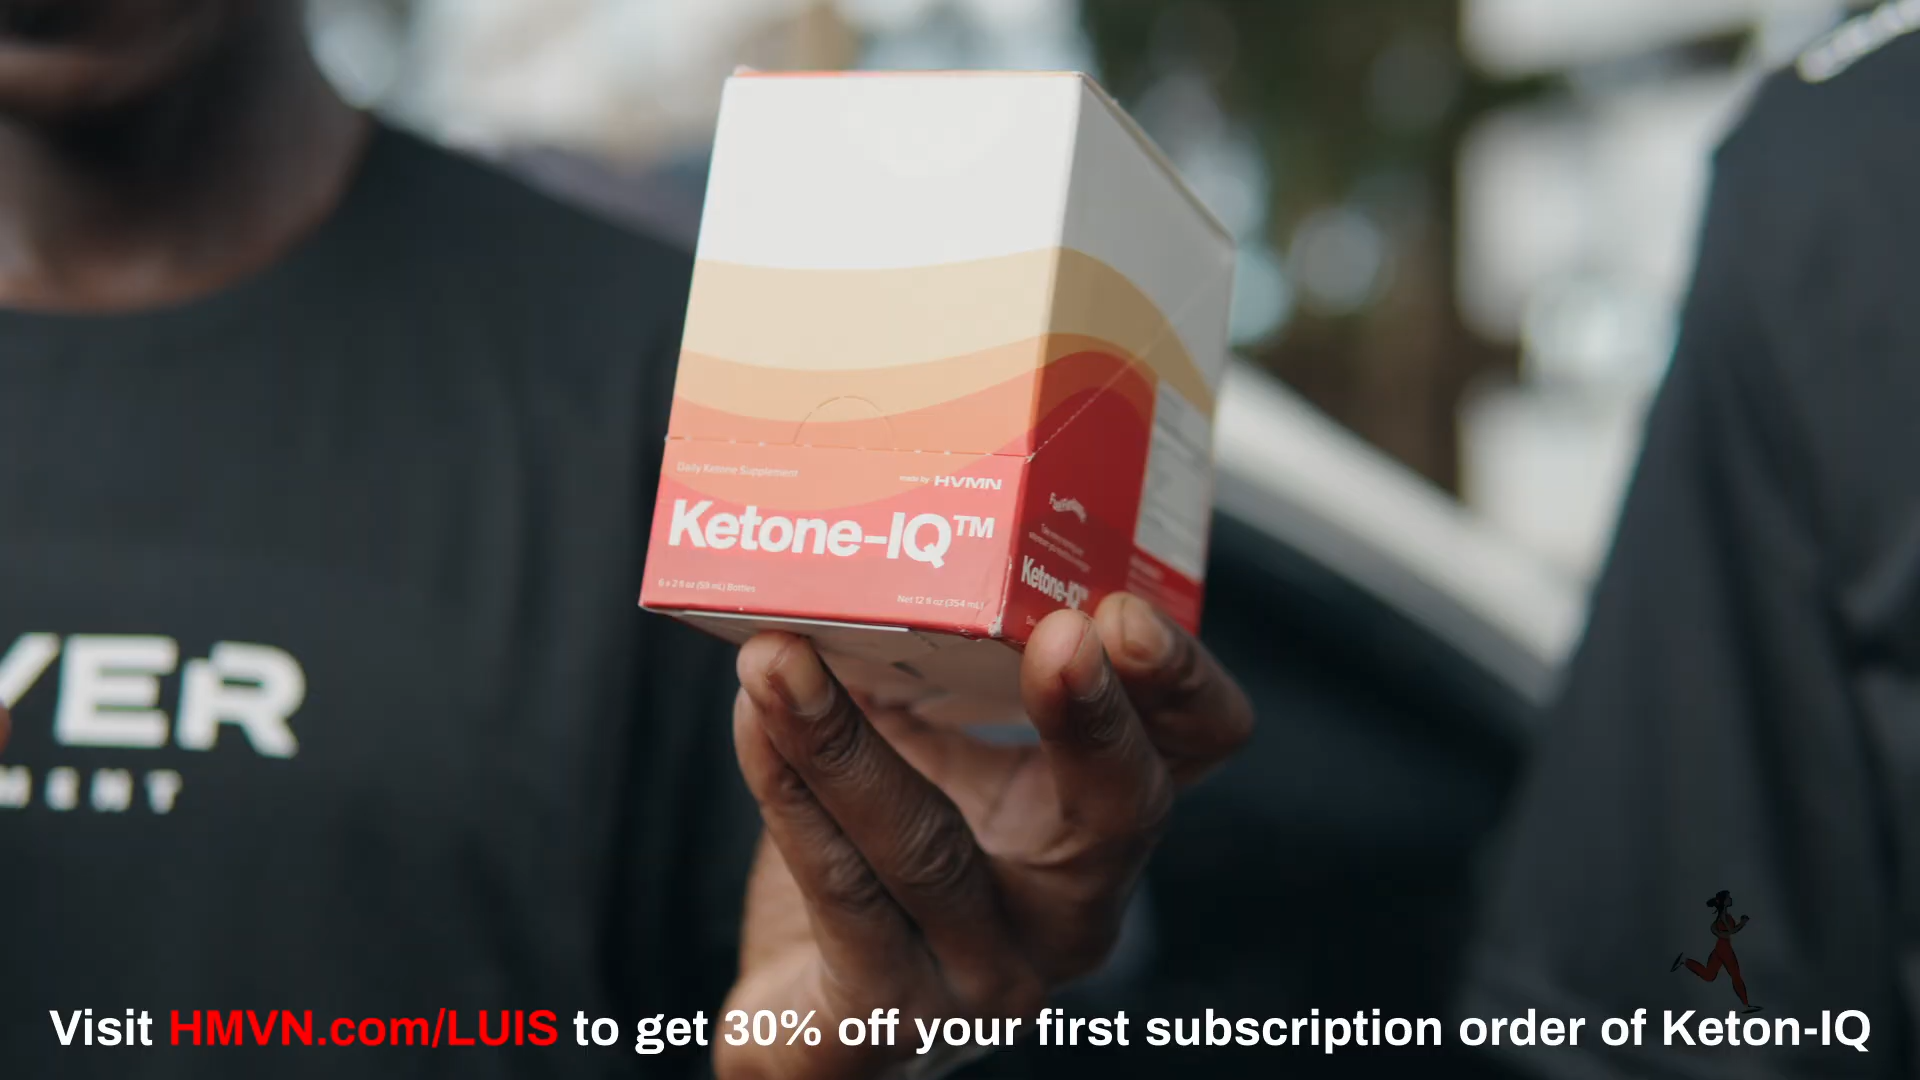 Daily Ketone Supplement
made by HVMN
Ketone-IQ™
6 x 2 fl oz (59 mL) Bottles
Net 12 fl oz (354 mL)
Ketone-IQ™
VER
MENT
Visit HMVN.com/LUIS to get 30% off your first subscription order of Keton-IQ